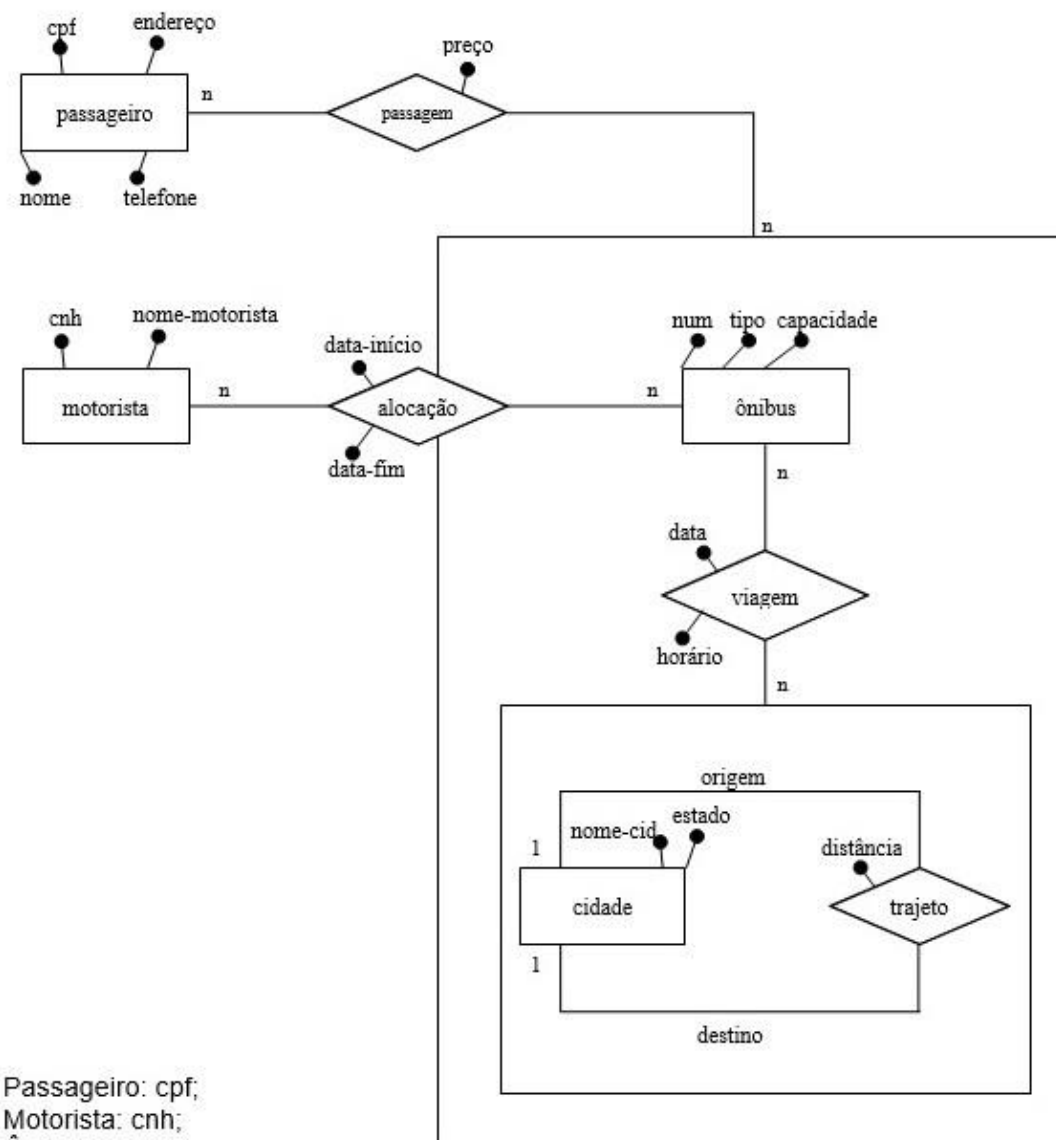 cpf
endereço
preço
passageiro
n
passagem
nome
telefone
n
cnh
nome-motorista
data-início
num
tipo
capacidade
motorista
n
alocação
n
ônibus
data-fim
n
data
viagem
horário
n
origem
nome-cid
estado
1
distância
cidade
trajeto
1
destino
Passageiro: cpf;
Motorista: cnh;